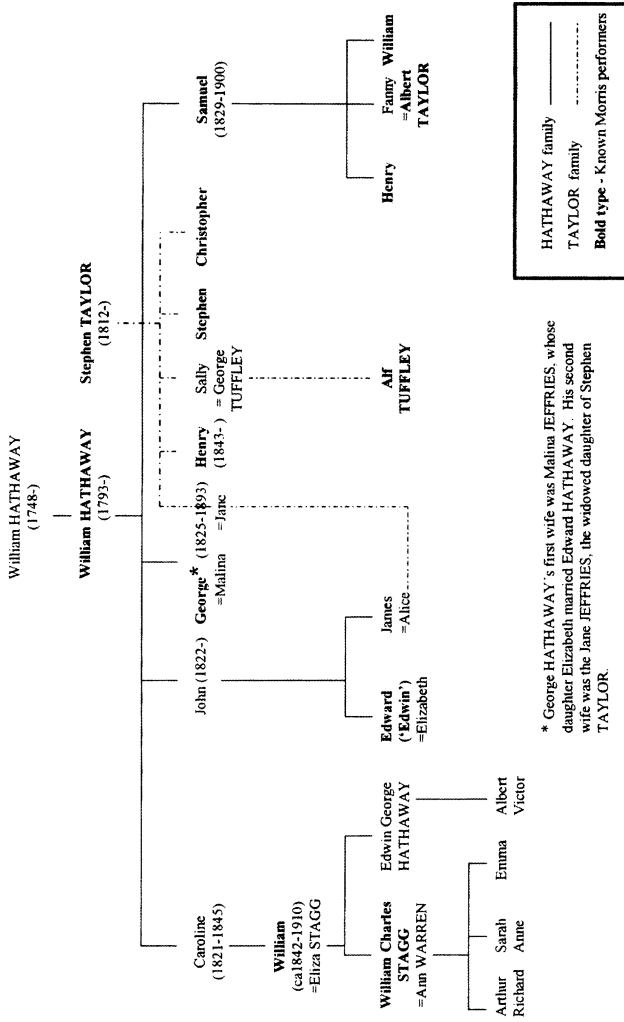 William HATHAWAY
(1748-)
William HATHAWAY
(1793-)
Stephen TAYLOR
(1812-)
Caroline
(1821-1845)
John (1822-)
George* (1825-1893)
=Malina =Jane
Henry
(1843-)
Sally
= George
TUFFLEY
Stephen
Christopher
Samuel
(1829-1900)
William
(ca1842-1910)
=Eliza STAGG
Edward
('Edwin')
=Elizabeth
James
=Alice
Alf
TUFFLEY
Henry
Fanny
=Albert
TAYLOR
William
William Charles
STAGG
=Ann WARREN
Edwin George
HATHAWAY
Arthur
Richard
Sarah
Anne
Emma
Albert
Victor
* George HATHAWAY's first wife was Malina JEFFRIES, whose
daughter Elizabeth married Edward HATHAWAY. His second
wife was the Jane JEFFRIES, the widowed daughter of Stephen
TAYLOR.
HATHAWAY family
TAYLOR family
Bold type - Known Morris performers